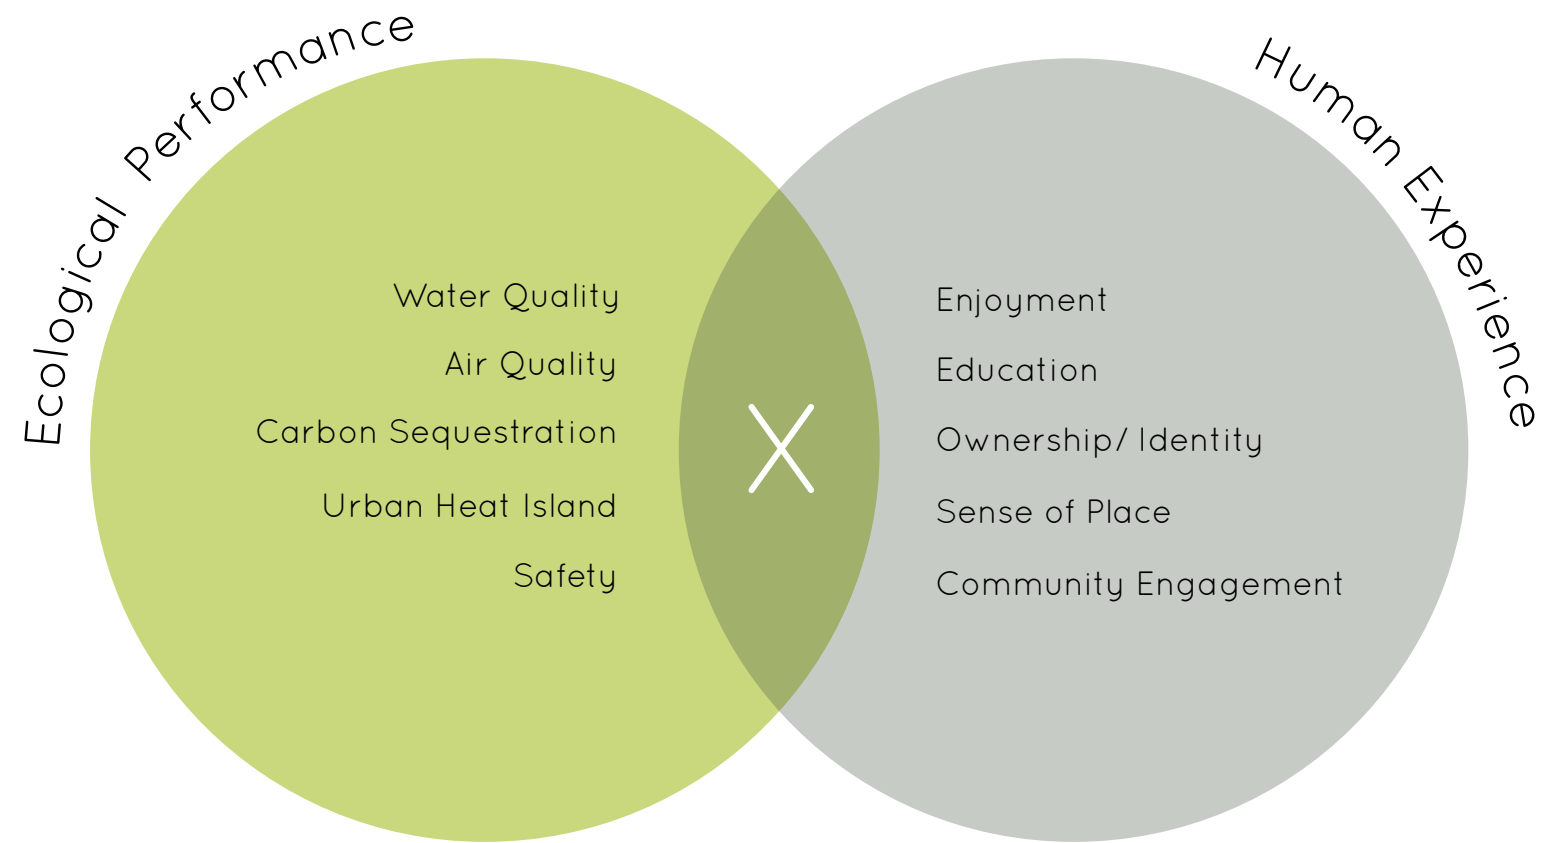 Ecological Performance
Water Quality
Air Quality
Carbon Sequestration
Urban Heat Island
Safety
X
Human Experience
Enjoyment
Education
Ownership/ Identity
Sense of Place
Community Engagement